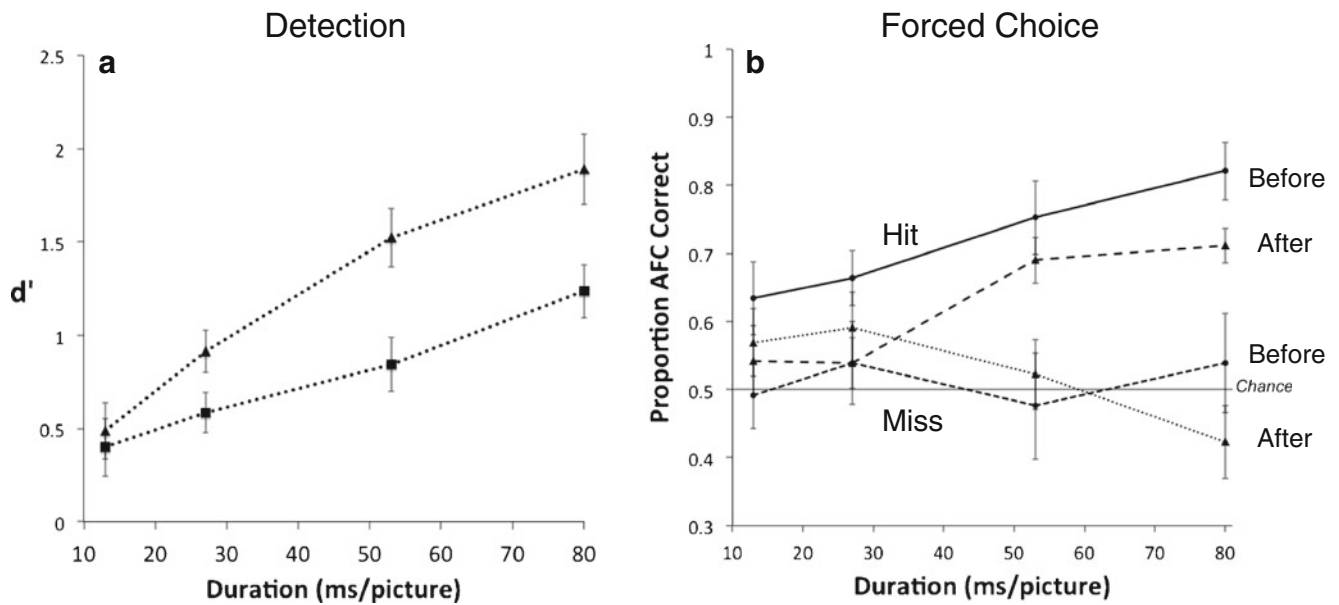 Detection
a
2.5
2
1.5
1
0.5
0
d'
10 20 30 40 50 60 70 80
Duration (ms/picture)
Forced Choice
b
1
0.9
0.8
0.7
0.6
0.5
0.4
0.3
Proportion AFC Correct
Hit
Miss
Before
After
Before
Chance
After
10 20 30 40 50 60 70 80
Duration (ms/picture)